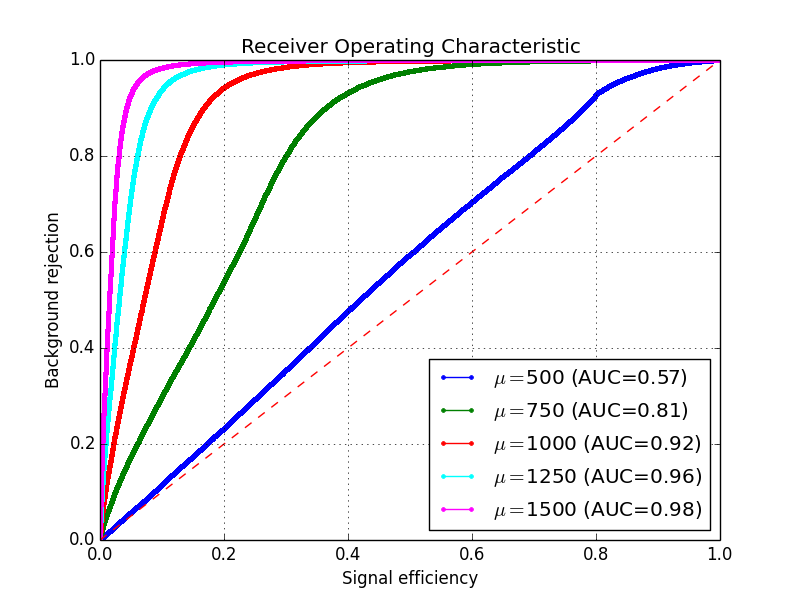 Receiver Operating Characteristic
1.0
0.8
0.6
0.4
0.2
0.0
Background rejection
μ=500 (AUC=0.57)
μ=750 (AUC=0.81)
μ=1000 (AUC=0.92)
μ=1250 (AUC=0.96)
μ=1500 (AUC=0.98)
0.0 0.2 0.4 0.6 0.8 1.0
Signal efficiency